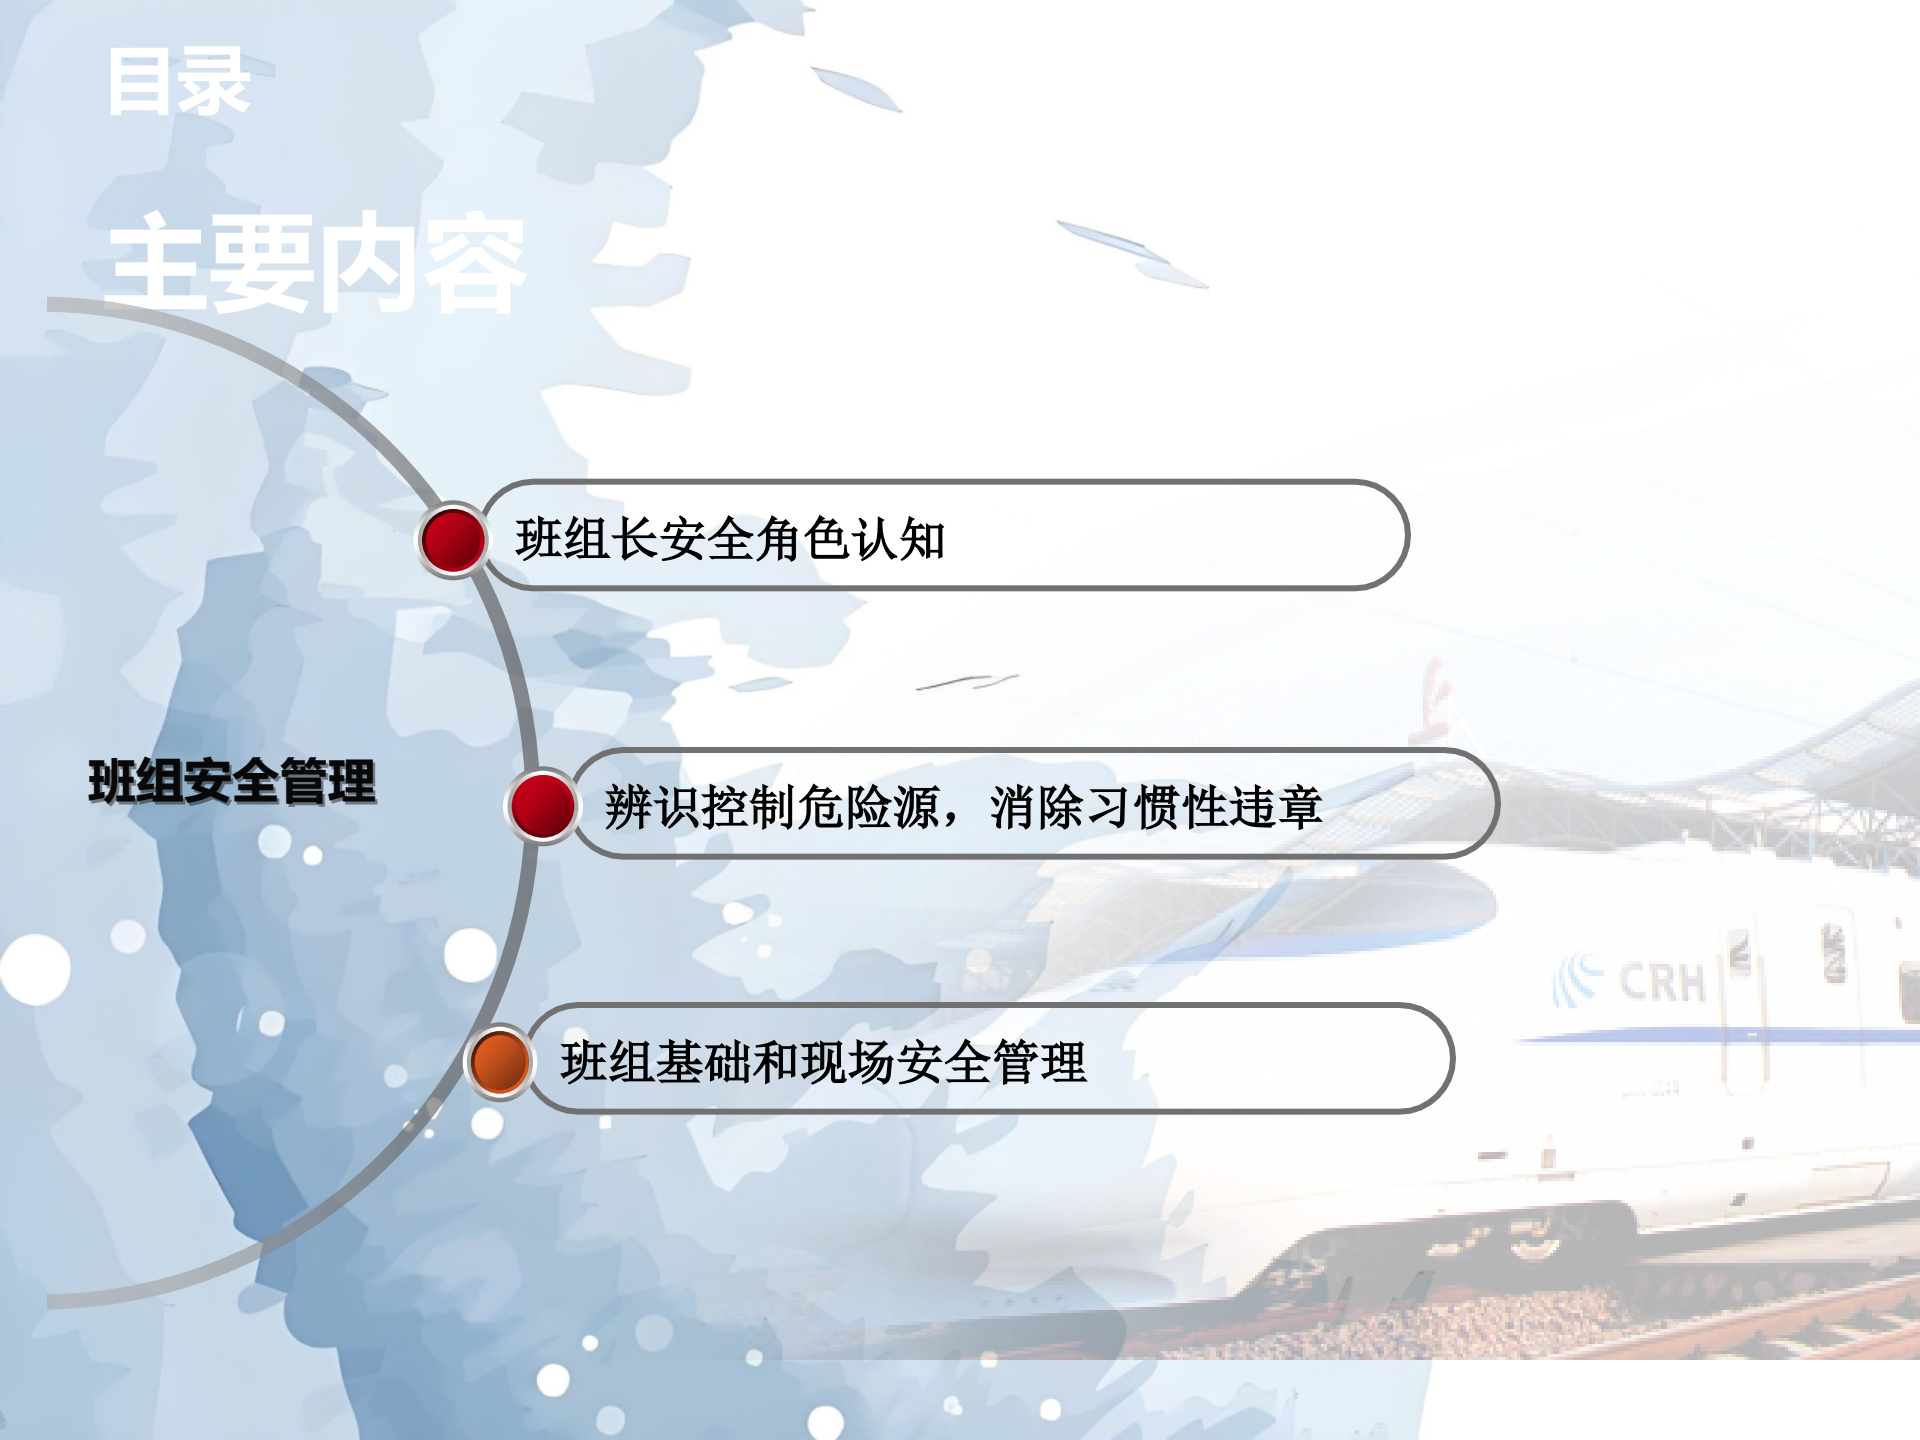 目录
主要内容
班组长安全角色认知
班组安全管理
辨识控制危险源，消除习惯性违章
CRH
班组基础和现场安全管理